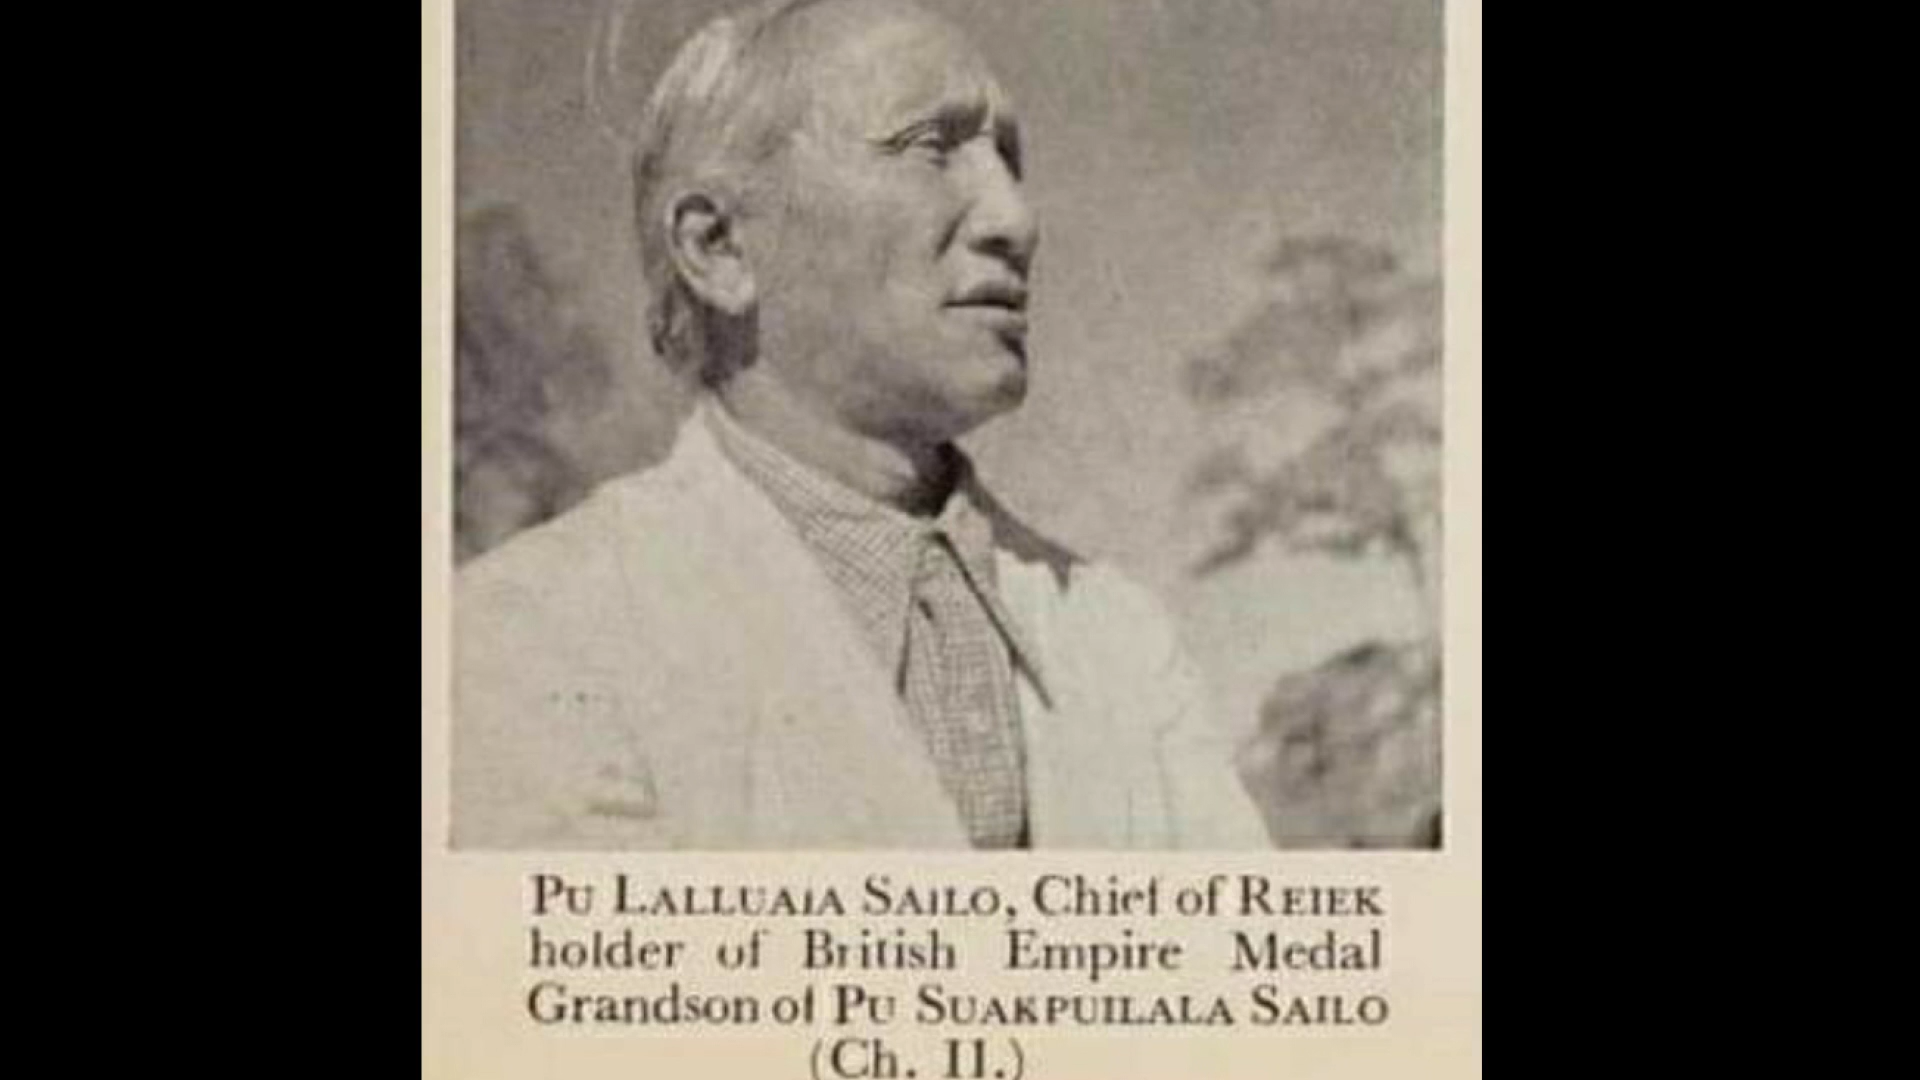 PU LALLUAIA SAILO, Chief of REIEK
holder of British Empire Medal
Grandson of PU SUAKPUILALA SAILO
(Ch. II.)